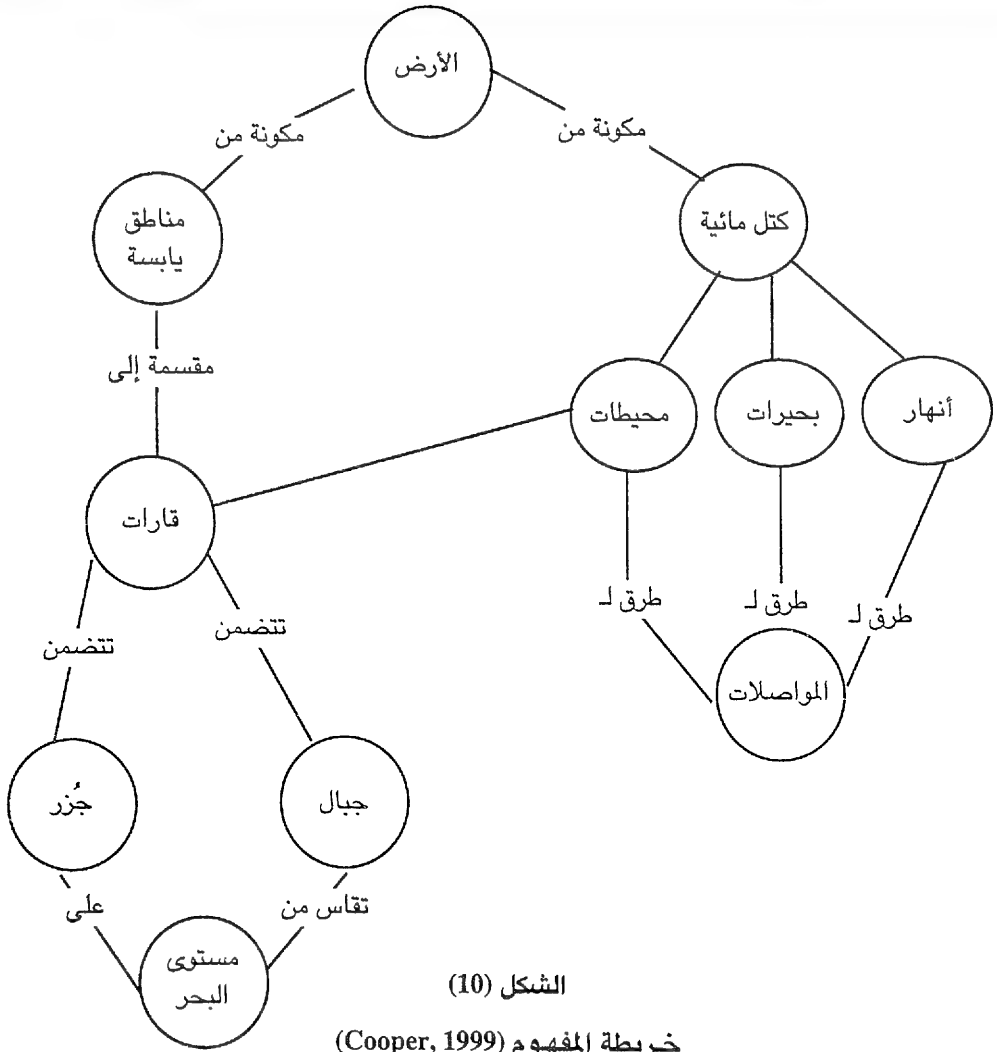 الأرض
مكونة من
مكونة من
كتل مائية
مناطق
يابسة
مقسمة إلى
أنهار
بحيرات
محيطات
قارات
طرق لـ
طرق لـ
طرق لـ
تتضمن
تتضمن
المواصلات
جبال
جُزر
تقاس من
على
مستوى
البحر
الشكل (10)
خريطة المفهوم (Cooper, 1999)